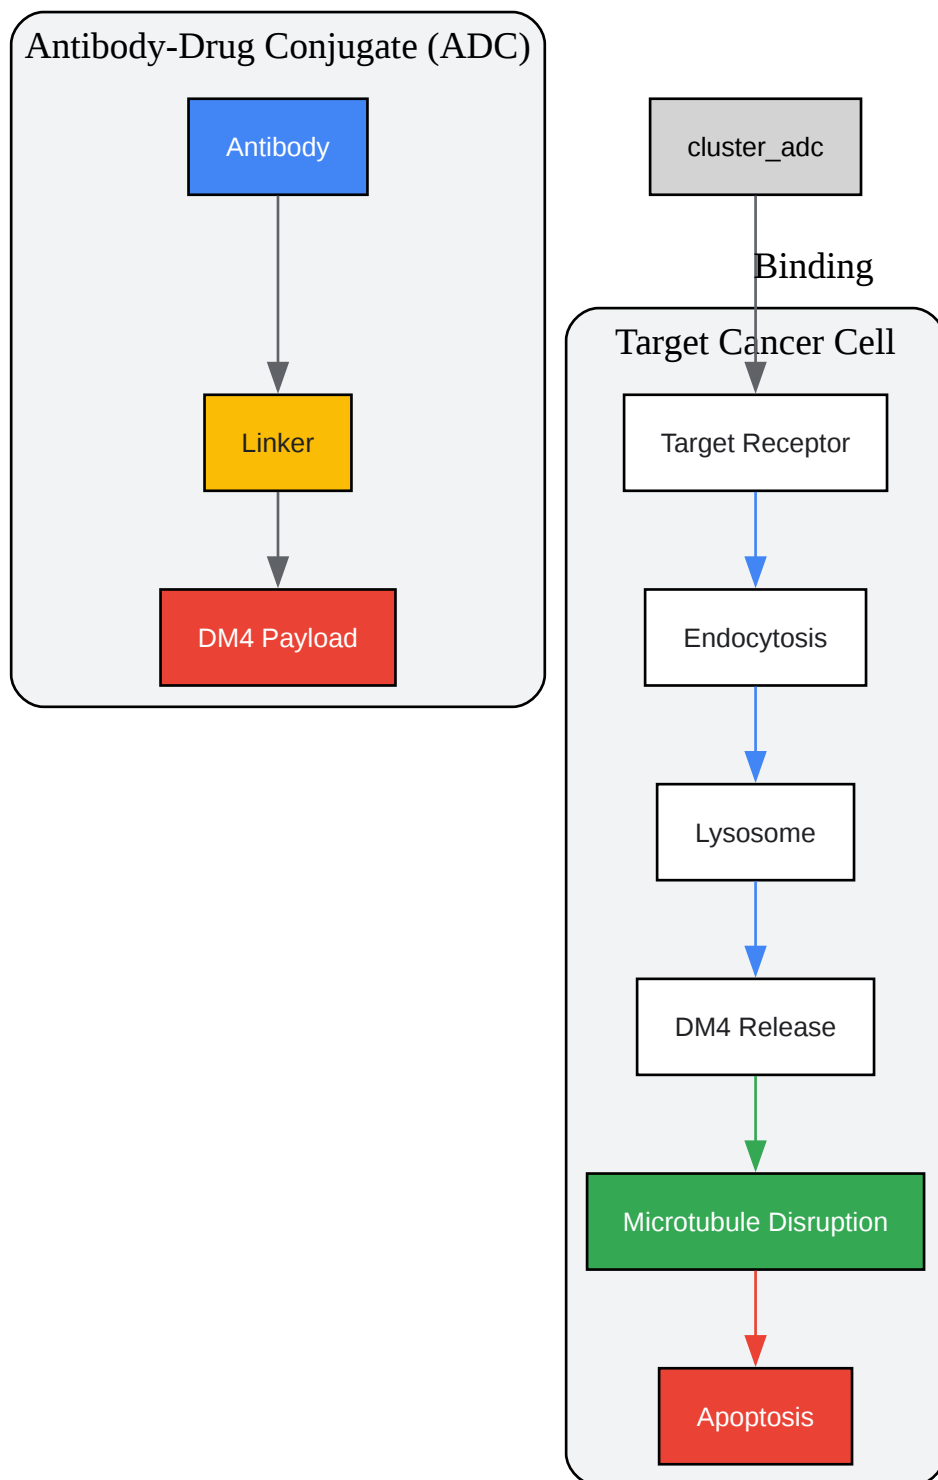 Antibody-Drug Conjugate (ADC)
Antibody
Linker
DM4 Payload
cluster_adc
Binding
Target Cancer Cell
Target Receptor
Endocytosis
Lysosome
DM4 Release
Microtubule Disruption
Apoptosis